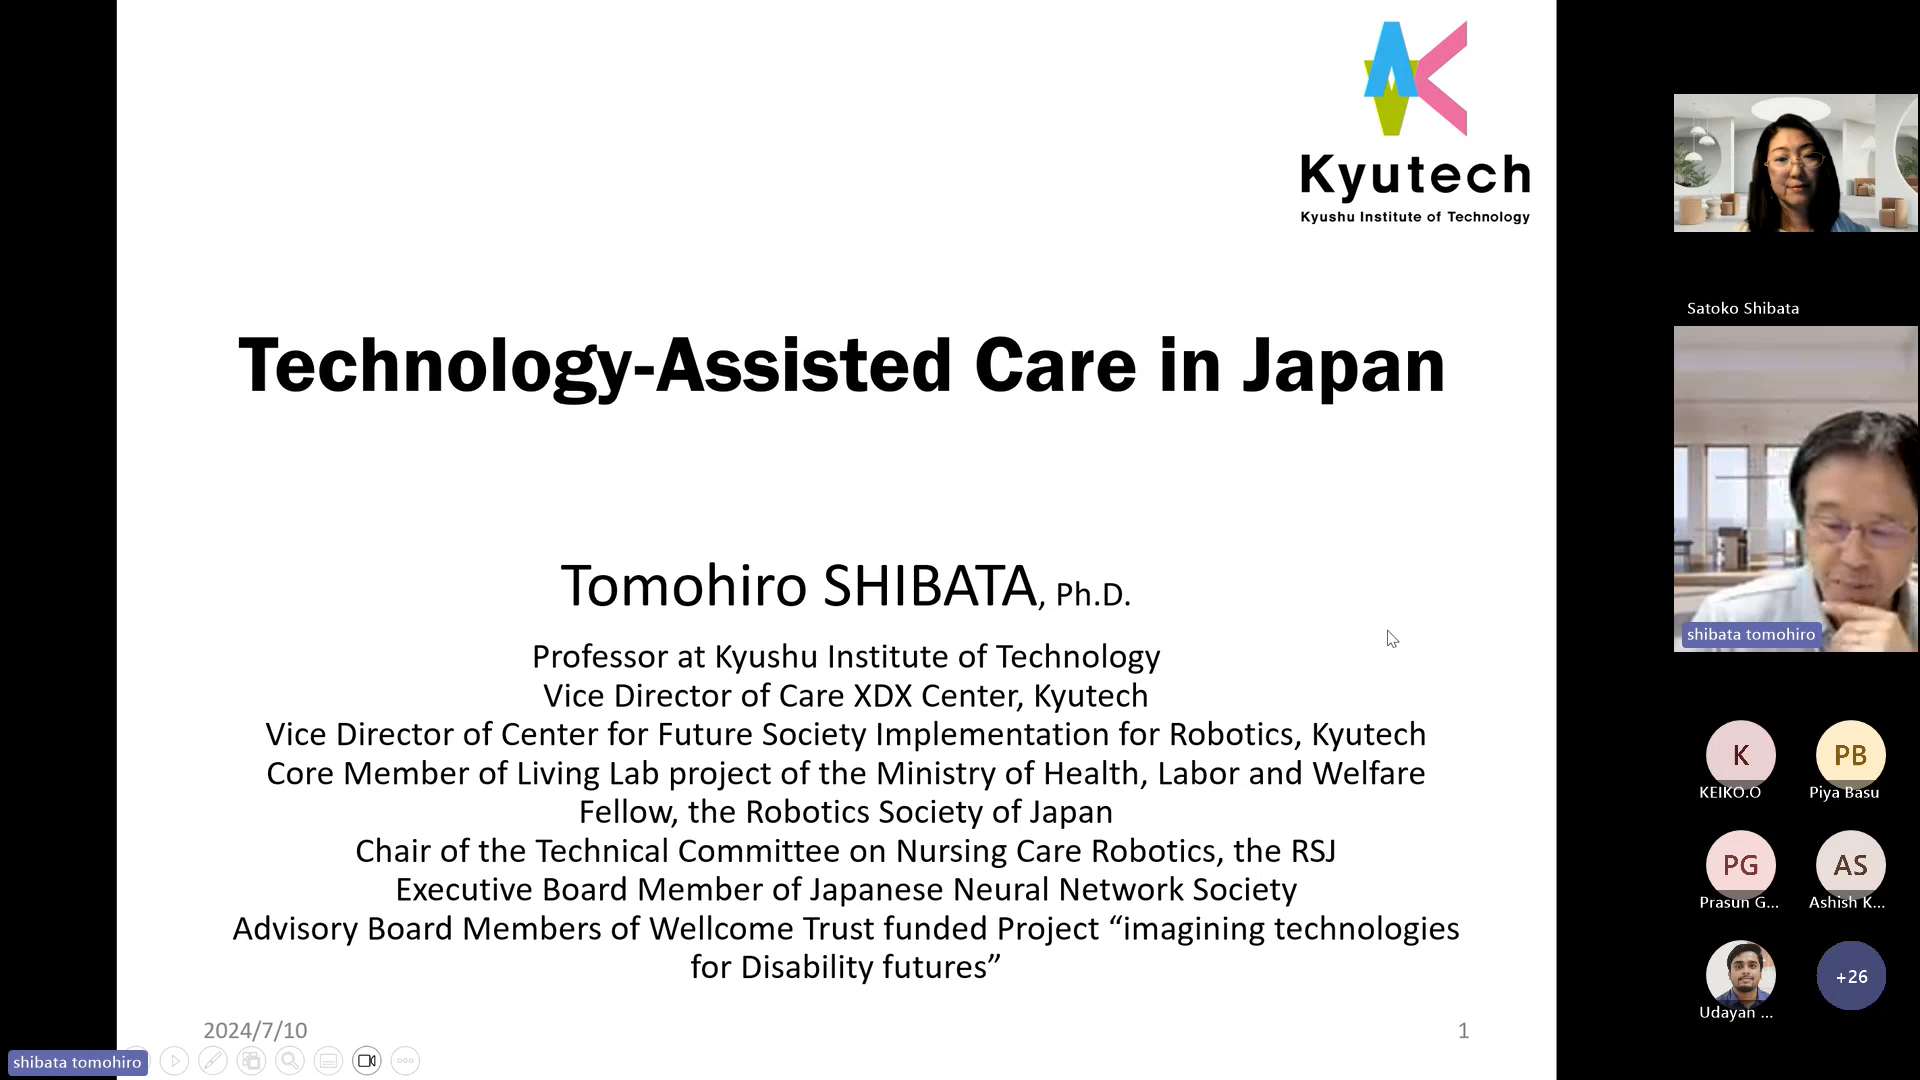 Kyutech
Kyushu Institute of Technology
Technology-Assisted Care in Japan
Tomohiro SHIBATA, Ph.D.
Professor at Kyushu Institute of Technology
Vice Director of Care XDX Center, Kyutech
Vice Director of Center for Future Society Implementation for Robotics, Kyutech
Core Member of Living Lab project of the Ministry of Health, Labor and Welfare
Fellow, the Robotics Society of Japan
Chair of the Technical Committee on Nursing Care Robotics, the RSJ
Executive Board Member of Japanese Neural Network Society
Advisory Board Members of Wellcome Trust funded Project “imagining technologies
for Disability futures”
2024/7/10
1
shibata tomohiro
Satoko Shibata
shibata tomohiro
K
KEIKO.O
PB
Piya Basu
PG
Prasun G...
AS
Ashish K...
Udayan ...
+26